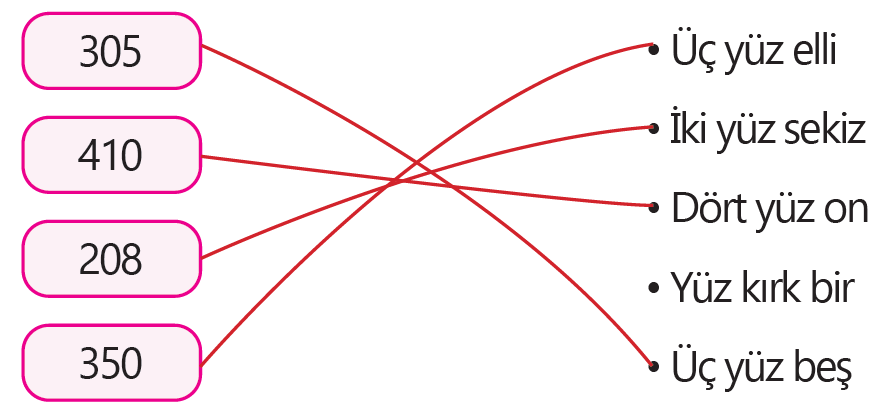 305
410
208
350
• Üç yüz elli
• İki yüz sekiz
• Dört yüz on
• Yüz kırk bir
• Üç yüz beş